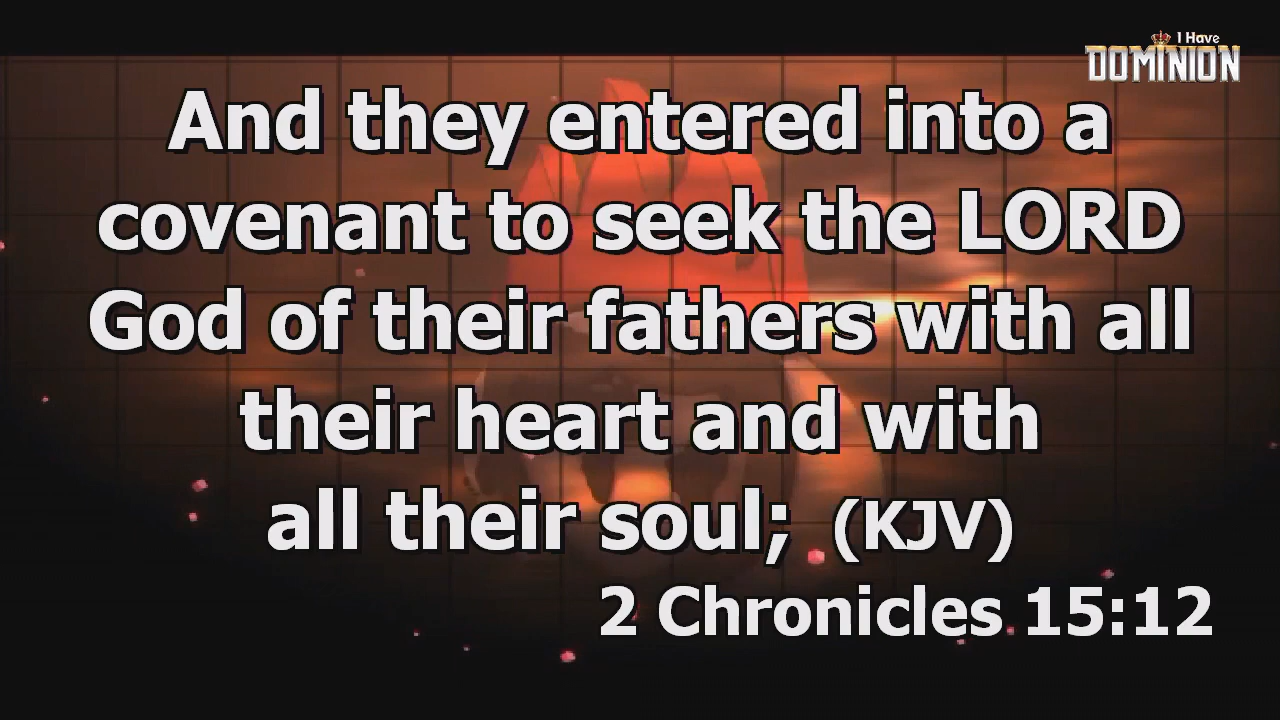 I Have
DOMINION
And they entered into a
covenant to seek the LORD
God of their fathers with all
their heart and with
all their soul; (KJV)
2 Chronicles 15:12